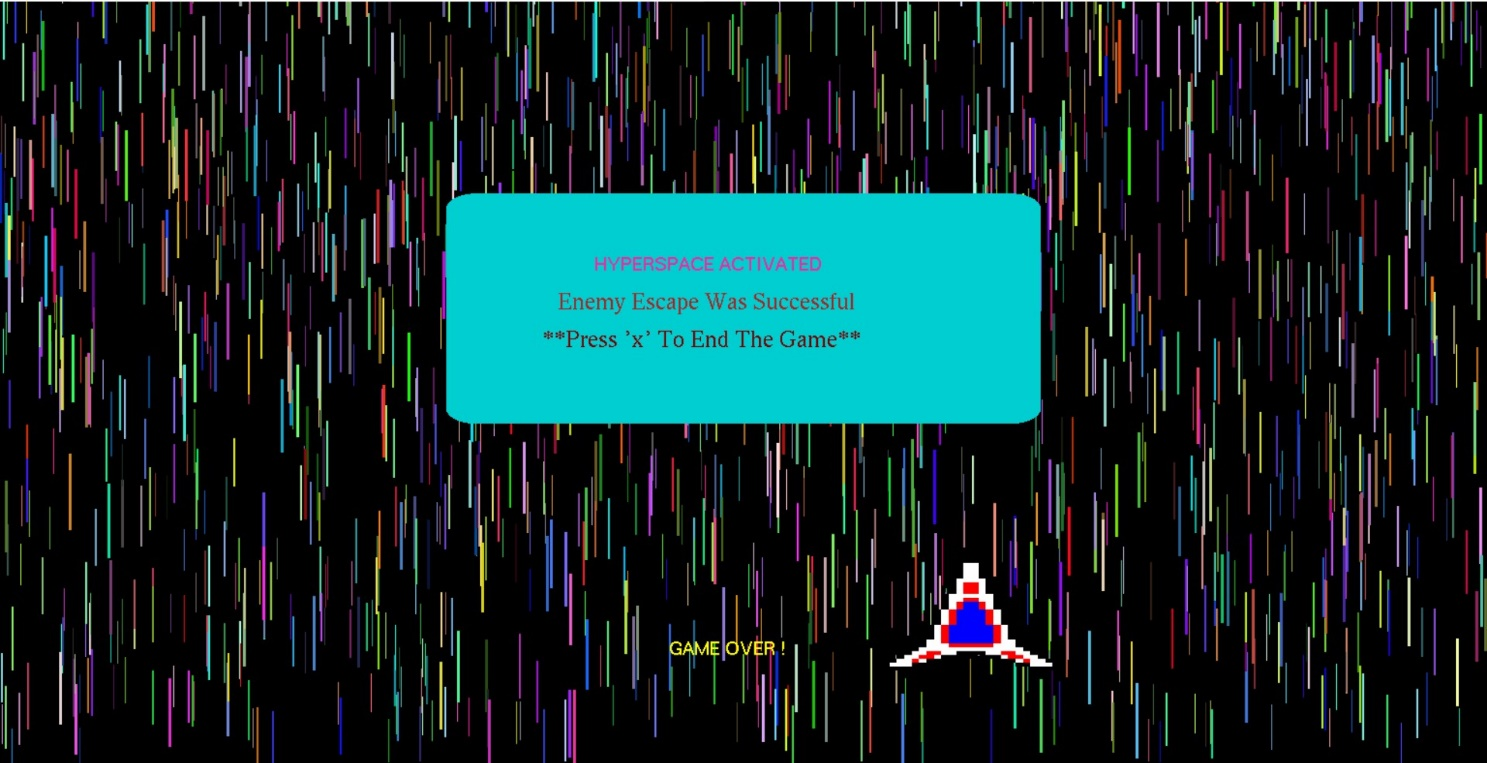 HYPERSPACE ACTIVATED
Enemy Escape Was Successful
**Press ’x’ To End The Game**
GAME OVER !